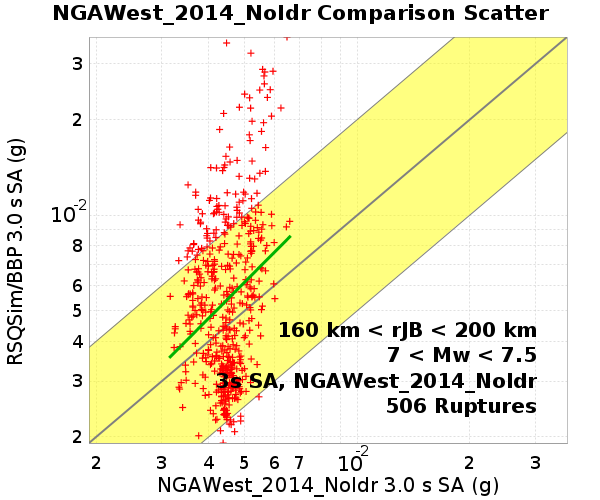 NGAWest_2014_NoIdr Comparison Scatter
RSQSim/BBP 3.0 s SA (g)
3
2
10-2
8
6
5
4
3
2
160 km < rJB < 200 km
7 < Mw < 7.5
3s SA, NGAWest_2014_NoIdr
506 Ruptures
2 3 4 5 6 7 10-2 2 3
NGAWest_2014_NoIdr 3.0 s SA (g)